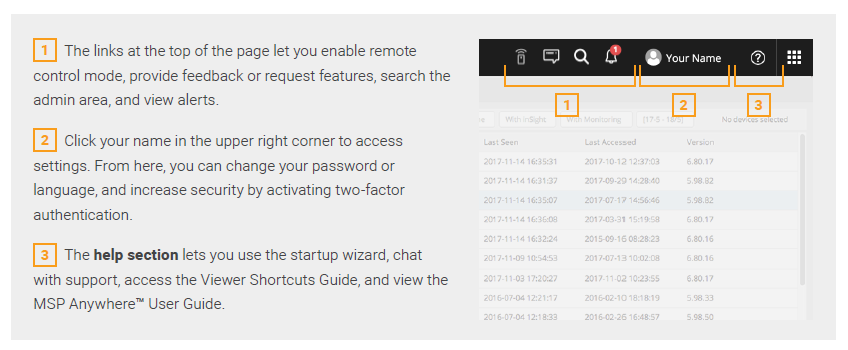 1 The links at the top of the page let you enable remote
control mode, provide feedback or request features, search the
admin area, and view alerts.
2 Click your name in the upper right corner to access
settings. From here, you can change your password or
language, and increase security by activating two-factor
authentication.
3 The help section lets you use the startup wizard, chat
with support, access the Viewer Shortcuts Guide, and view the
MSP Anywhere™ User Guide.
1
Your Name
1 2 3
With InSight With Monitoring No devices selected
Last Seen Last Accessed Version
2017-11-14 16:35:31 2017-10-12 12:37:03 6.80.17
2017-11-14 16:31:37 2017-09-29 14:28:40 5.98.82
2017-11-14 16:35:07 2017-07-17 14:56:46 5.98.82
2017-11-14 16:36:08 2017-03-31 15:19:58 6.80.17
2017-11-14 16:32:24 2015-09-16 08:28:23 6.80.16
2017-11-09 10:54:53 2017-07-13 10:02:08 6.80.16
2017-11-03 17:20:27 2017-11-02 10:23:55 6.80.17
2016-07-04 12:21:17 2016-02-10 18:18:19 5.98.33
2016-07-04 12:18:33 2016-02-26 16:48:57 5.98.50